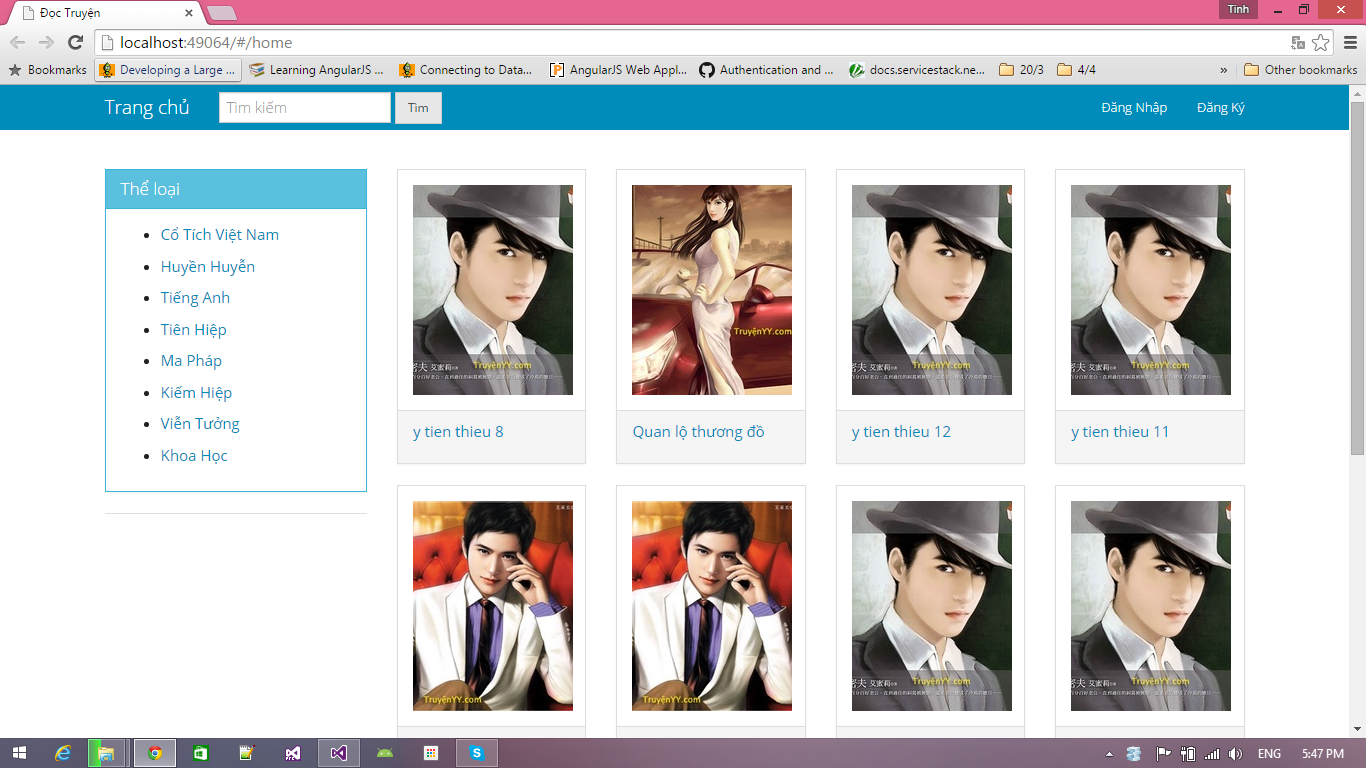 Đọc Truyện
Tinh
localhost:49064/#/home
Bookmarks
Developing a Large ...
Learning AngularJS ...
Connecting to Data...
AngularJS Web Appl...
Authentication and ...
docs.servicestack.ne...
20/3
4/4
»
Other bookmarks
Trang chủ
Tìm kiếm
Tìm
Đăng Nhập
Đăng Ký
Thể loại
Cổ Tích Việt Nam
Huyền Huyễn
Tiếng Anh
Tiên Hiệp
Ma Pháp
Kiếm Hiệp
Viễn Tưởng
Khoa Học
TruyệnYY.com
TruyệnYY.com
TruyệnYY.com
TruyệnYY.com
y tien thieu 8
Quan lộ thương đồ
y tien thieu 12
y tien thieu 11
TruyệnYY.com
TruyệnYY.com
TruyệnYY.com
TruyệnYY.com
ENG
5:47 PM